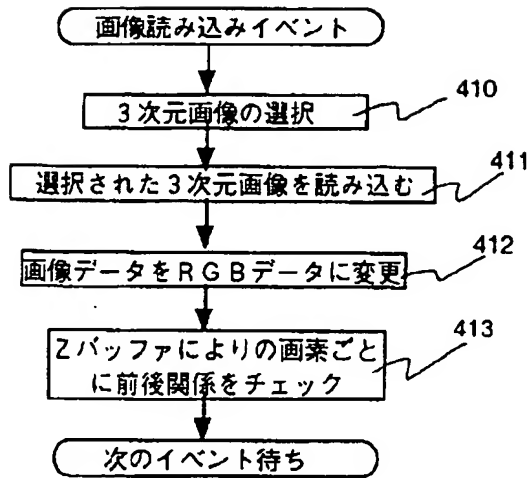 画像読み込みイベント
3次元画像の選択
410
選択された3次元画像を読み込む
411
画像データをRGBデータに変更
412
Zバッファによりの画素ごと
に前後関係をチェック
413
次のイベント待ち